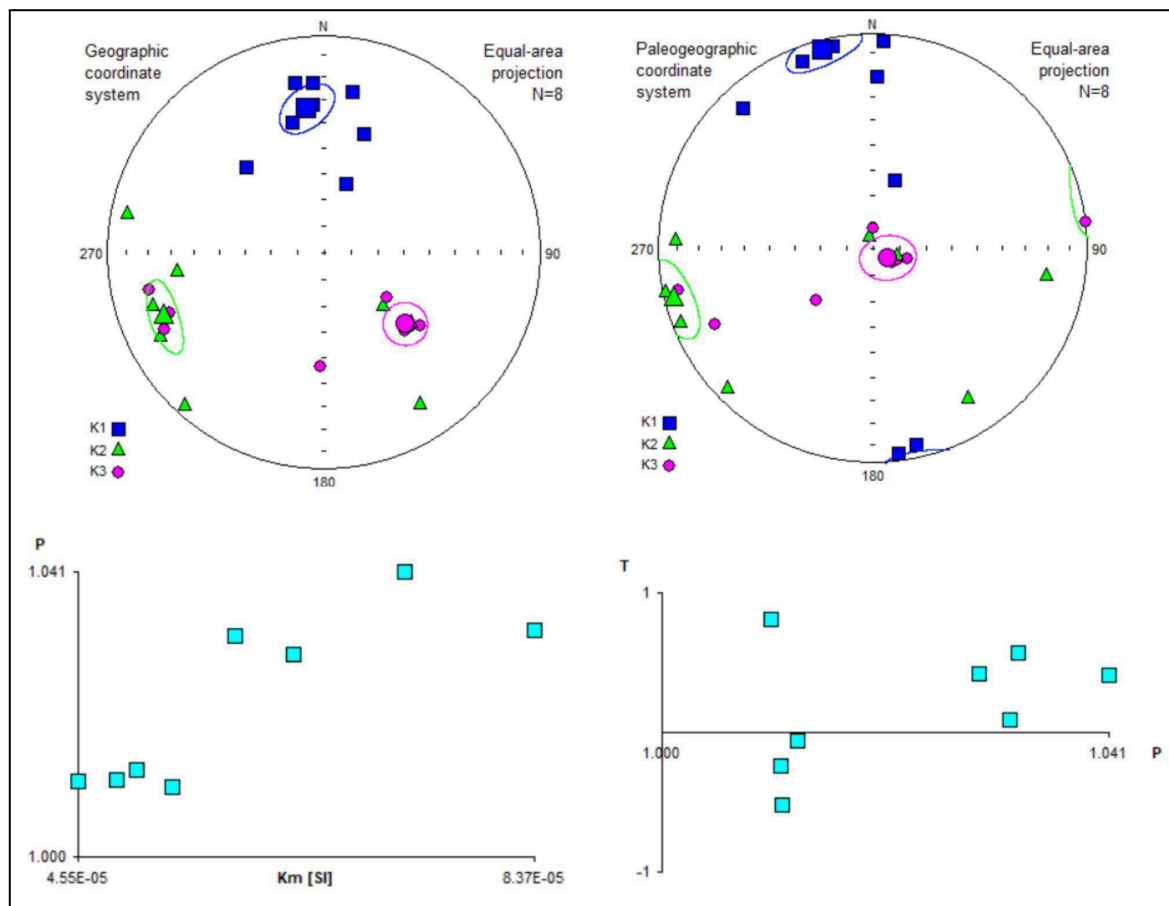 Geographic
coordinate
system
N
Equal-area
projection
N=8
270
90
180
K1
K2
K3
Paleogeographic
coordinate
system
N
Equal-area
projection
N=8
270
90
180
K1
K2
K3
P
1.041
1.000
4.55E-05
Km [SI]
8.37E-05
T
1
1.000
1.041
P
-1